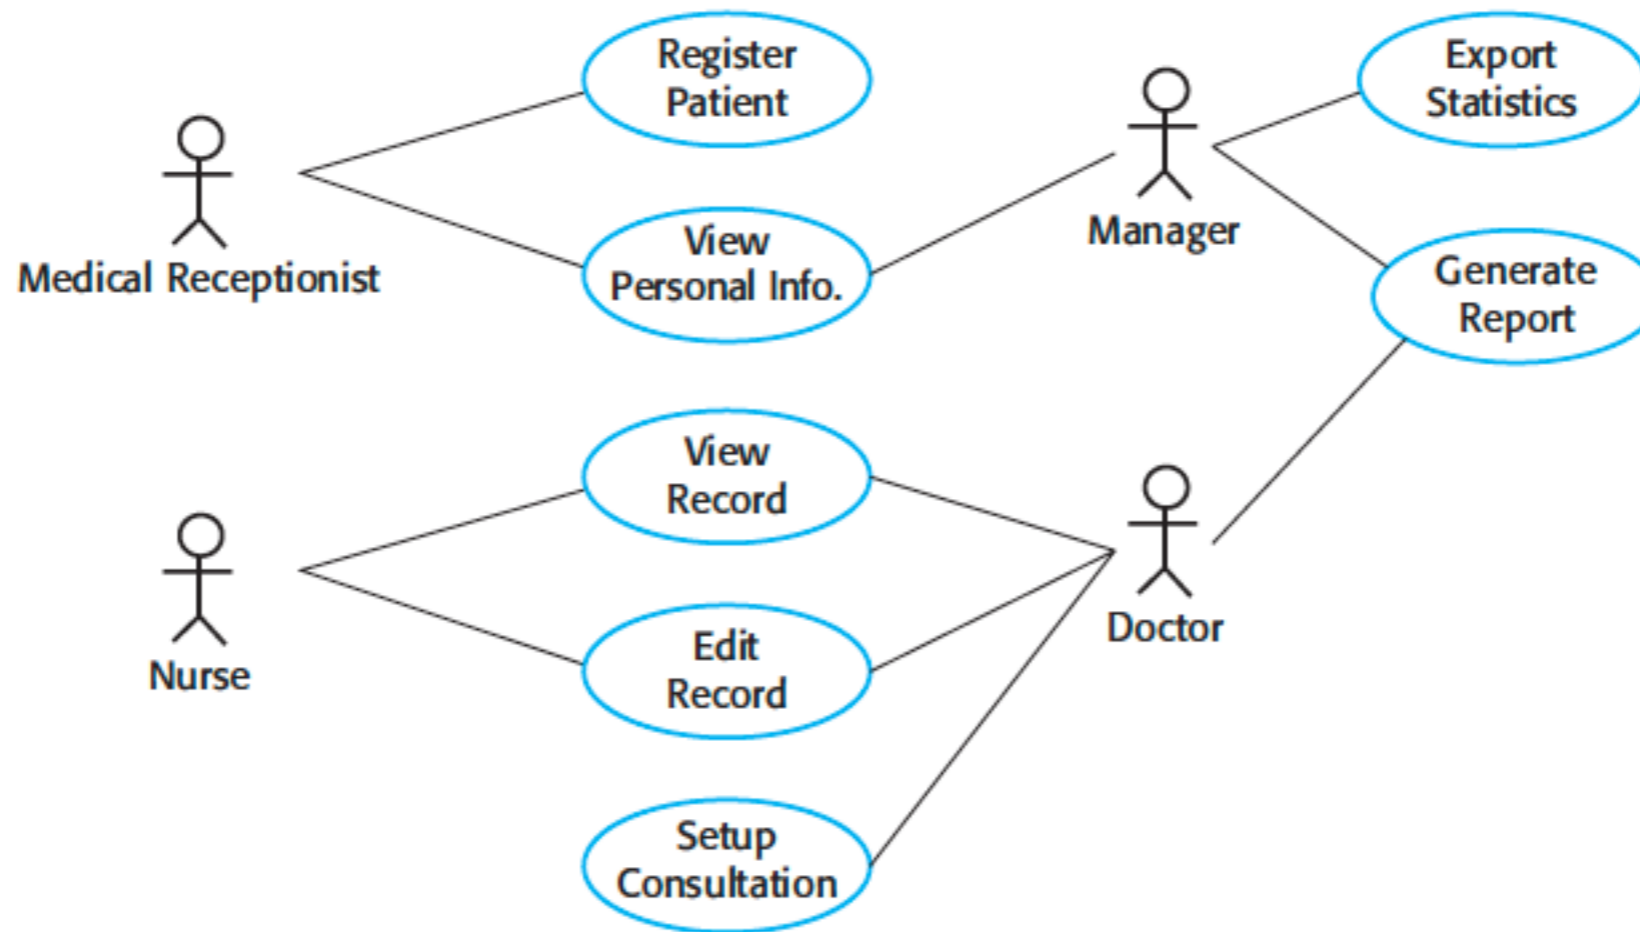 Register
Patient
Export
Statistics
Manager
Medical Receptionist
View
Personal Info.
Generate
Report
View
Record
Nurse
Edit
Record
Doctor
Setup
Consultation